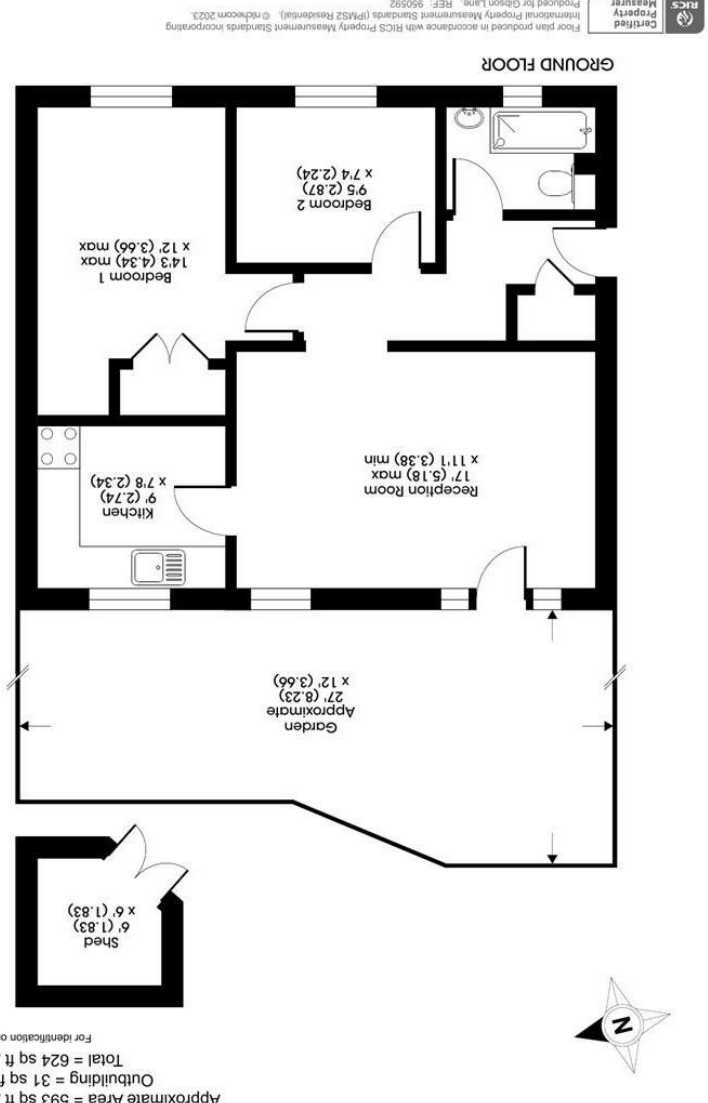 Approximate Area = 593 sq ft
Outbuilding = 31 sq ft
Total = 624 sq ft
For identification
N
Shed
6' (1.83)
x 6' (1.83)
Garden
Approximate
27' (8.23)
x 12' (3.66)
Kitchen
9' (2.74)
x 7'8 (2.34)
Reception Room
17' (5.18) max
x 11'1 (3.38) min
Bedroom 1
14'3 (4.34) max
x 12' (3.66) max
Bedroom 2
9'5 (2.87)
x 7'4 (2.24)
GROUND FLOOR
RICS
Certified
Property
Measurer
Floor plan produced in accordance with RICS Property Measurement Standards incorporating
International Property Measurement Standards (IPMS2 Residential). ©nichecom 2023.
Produced for Gibson Lane. REF: 950592